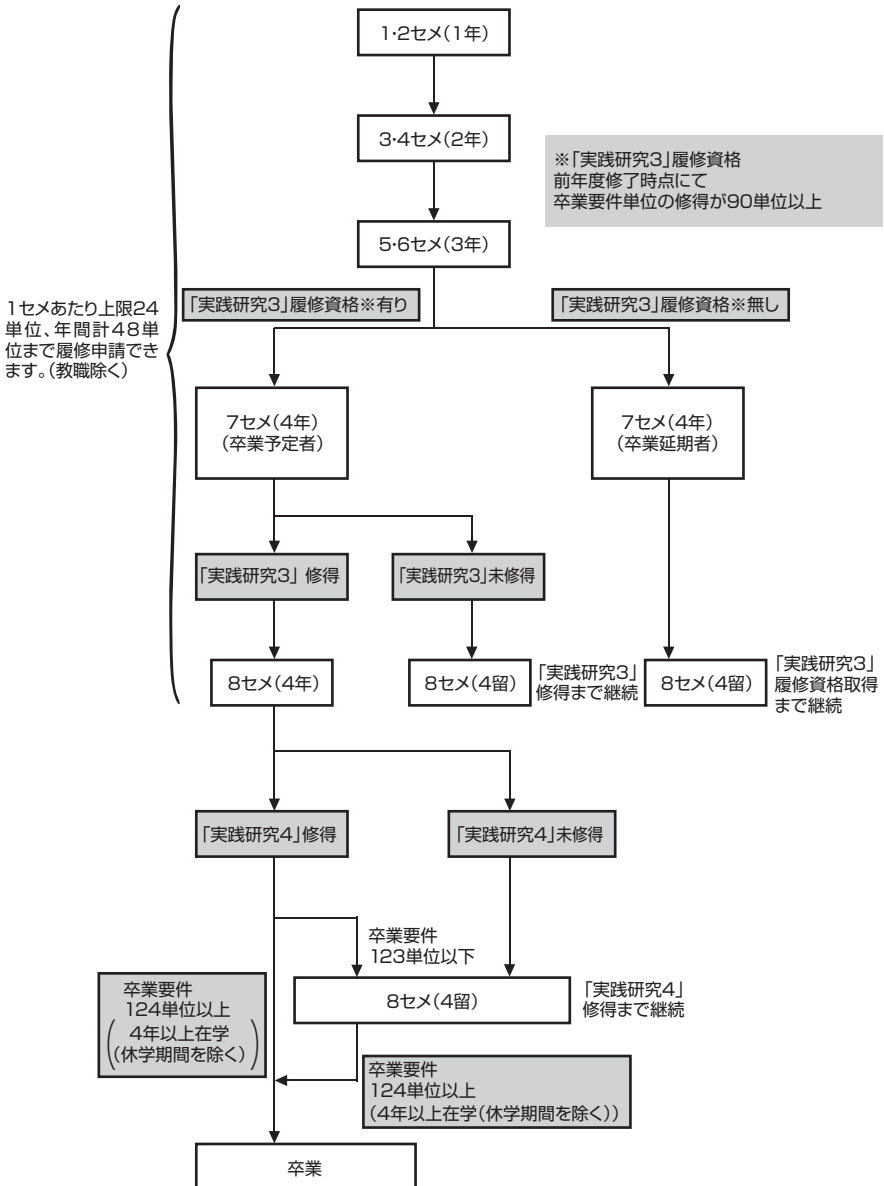 1・2セメ(1年)
3・4セメ(2年)
※「実践研究3」履修資格
前年度修了時点にて
卒業要件単位の修得が90単位以上
5・6セメ(3年)
1セメあたり上限24
単位、年間計48単
位まで履修申請でき
ます。(教職除く)
「実践研究3」履修資格※有り
「実践研究3」履修資格※無し
7セメ(4年)
(卒業予定者)
7セメ(4年)
(卒業延期者)
「実践研究3」 修得
「実践研究3」未修得
8セメ(4年)
8セメ(4留)
「実践研究3」
修得まで継続
8セメ(4留)
「実践研究3」
履修資格取得
まで継続
「実践研究4」修得
「実践研究4」未修得
卒業要件
123単位以下
卒業要件
124単位以上
(4年以上在学
(休学期間を除く))
8セメ(4留)
「実践研究4」
修得まで継続
卒業要件
124単位以上
(4年以上在学(休学期間を除く))
卒業